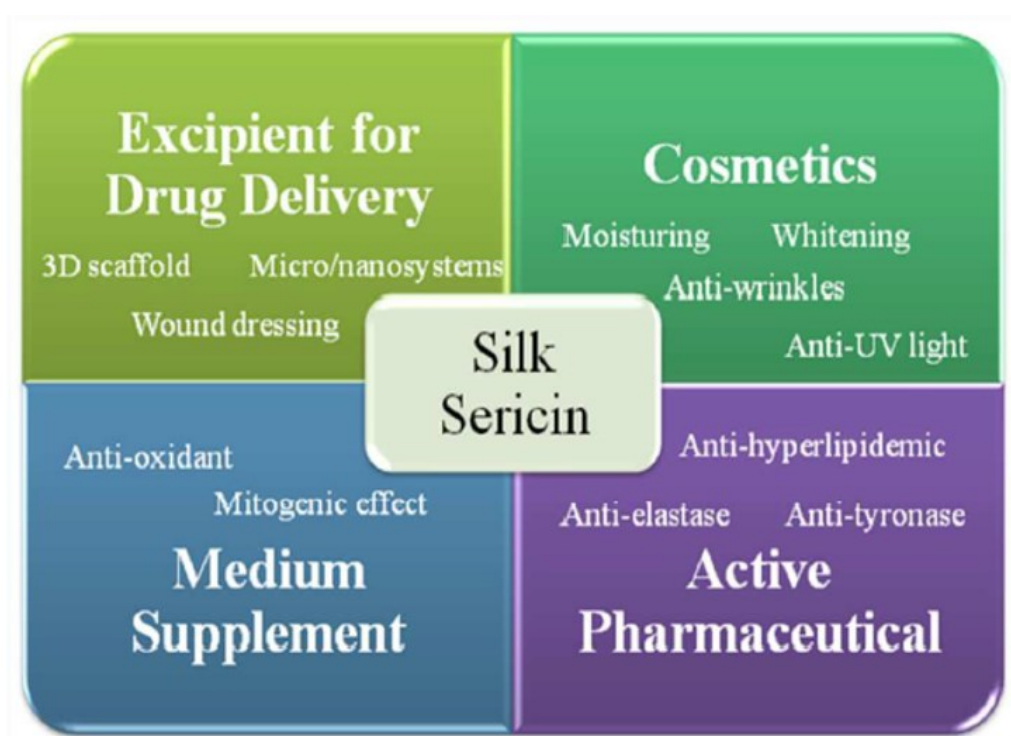 Excipient for
Drug Delivery
3D scaffold Micro/nanosystems
Wound dressing
Cosmetics
Moisturing Whitening
Anti-wrinkles
Anti-UV light
Silk
Sericin
Anti-oxidant
Mitogenic effect
Medium
Supplement
Anti-hyperlipidemic
Anti-elastase Anti-tyronase
Active
Pharmaceutical